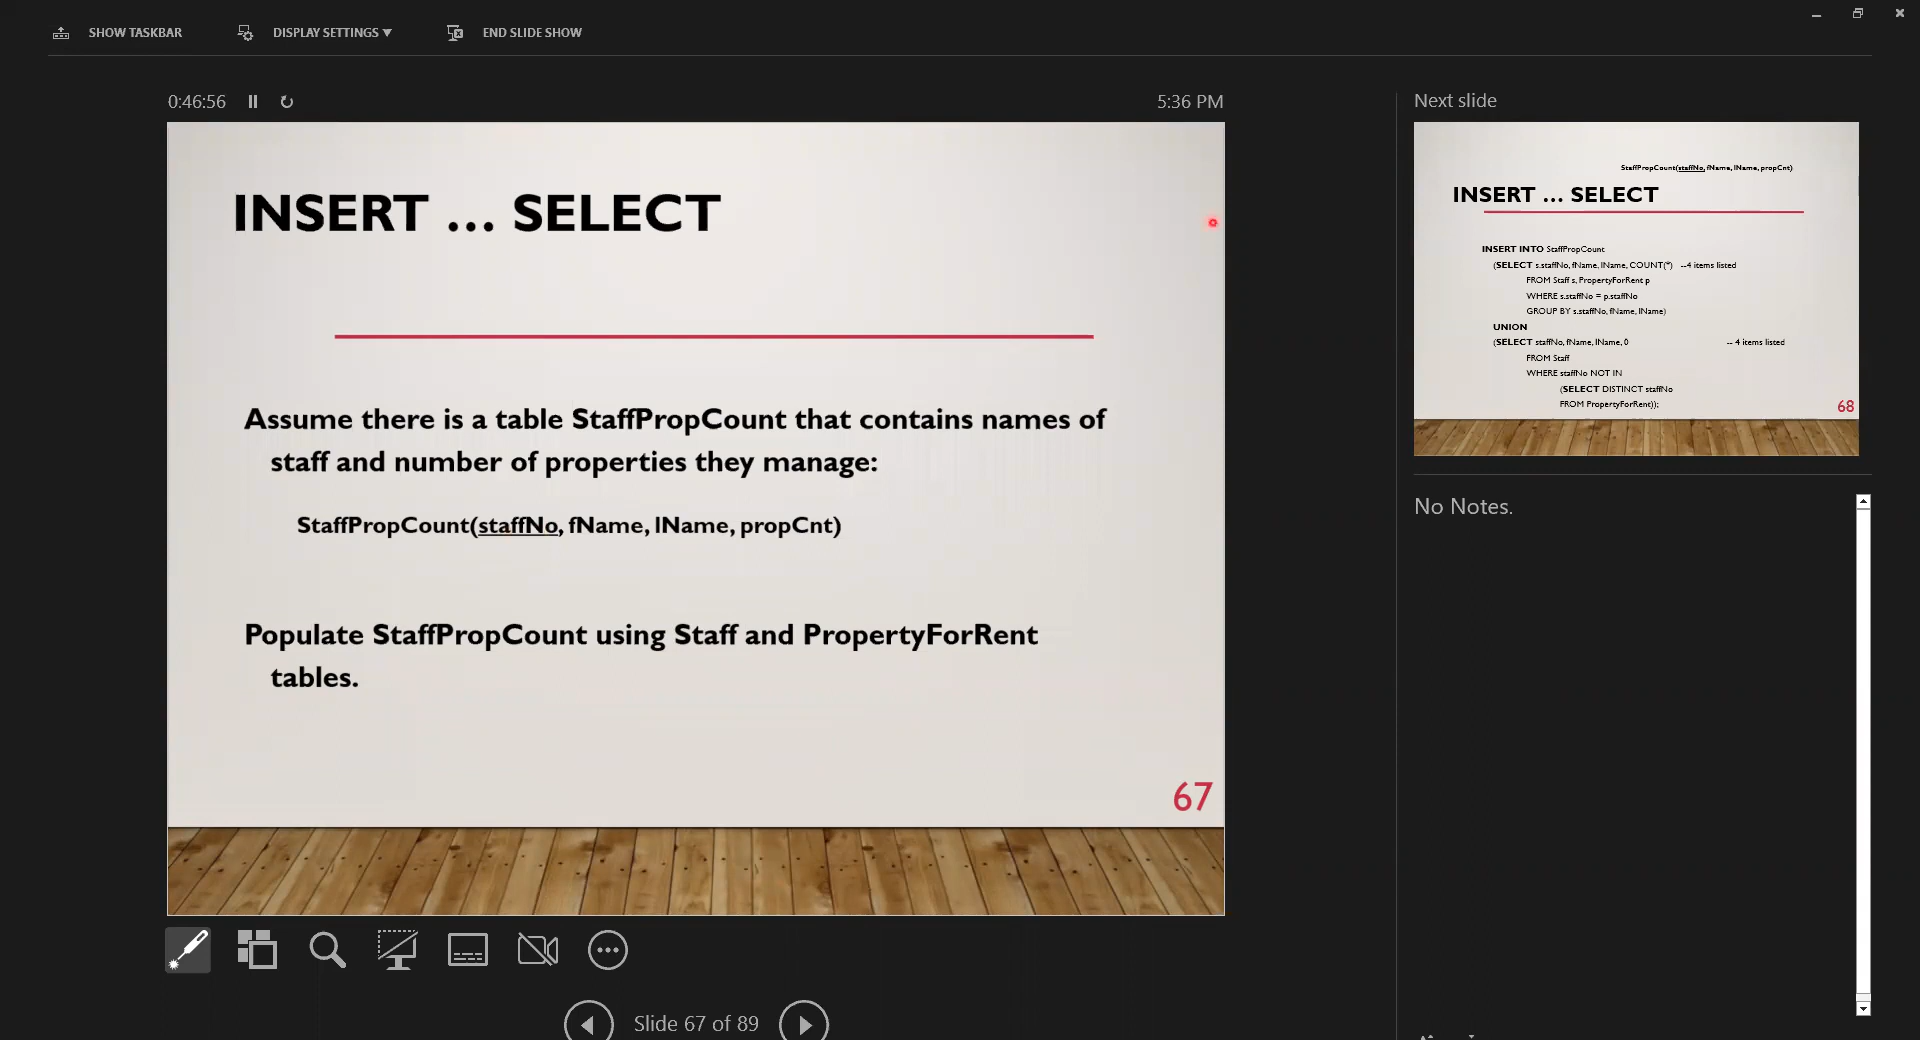 SHOW TASKBAR
DISPLAY SETTINGS ▼
END SLIDE SHOW
0:46:56
5:36 PM
INSERT … SELECT
Assume there is a table StaffPropCount that contains names of
staff and number of properties they manage:
StaffPropCount(staffNo, fName, lName, propCnt)
Populate StaffPropCount using Staff and PropertyForRent
tables.
67
Slide 67 of 89
Next slide
StaffPropCount(staffNo, fName, lName, propCnt)
INSERT … SELECT
INSERT INTO StaffPropCount
(SELECT s.staffNo, fName, lName, COUNT(*) --4 items listed
FROM Staff s, PropertyForRent p
WHERE s.staffNo = p.staffNo
GROUP BY s.staffNo, fName, lName)
UNION
(SELECT staffNo, fName, lName, 0 -- 4 items listed
FROM Staff
WHERE staffNo NOT IN
(SELECT DISTINCT staffNo
FROM PropertyForRent));
68
No Notes.